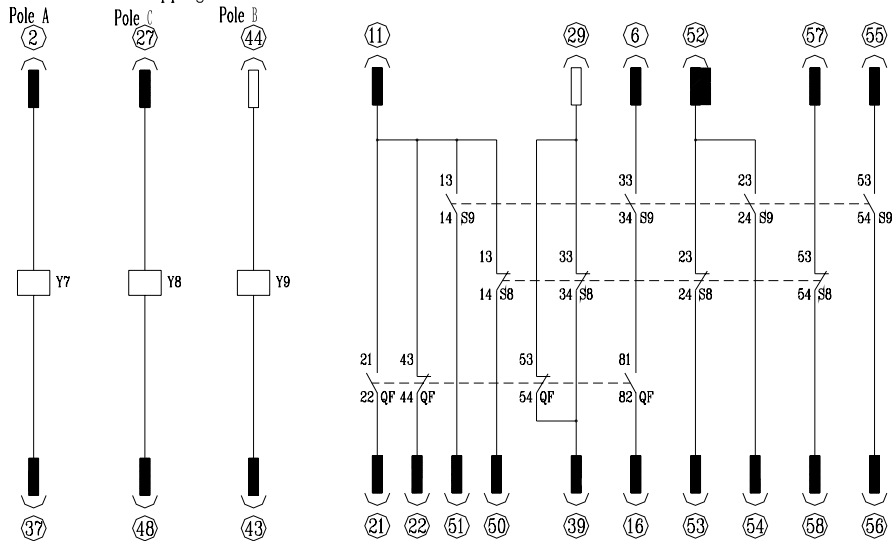 Pole A Pole C Pole B
2 27 44 11 29 6 52 57 55
13 33 23 53
14 S9 34 S9 24 S9 54 S9
13 33 23 53
Y7 Y8 Y9
14 S8 34 S8 24 S8 54 S8
21 43 53 81
22 QF 44 QF 54 QF 82 QF
37 48 43 21 22 51 50 39 16 53 54 58 56